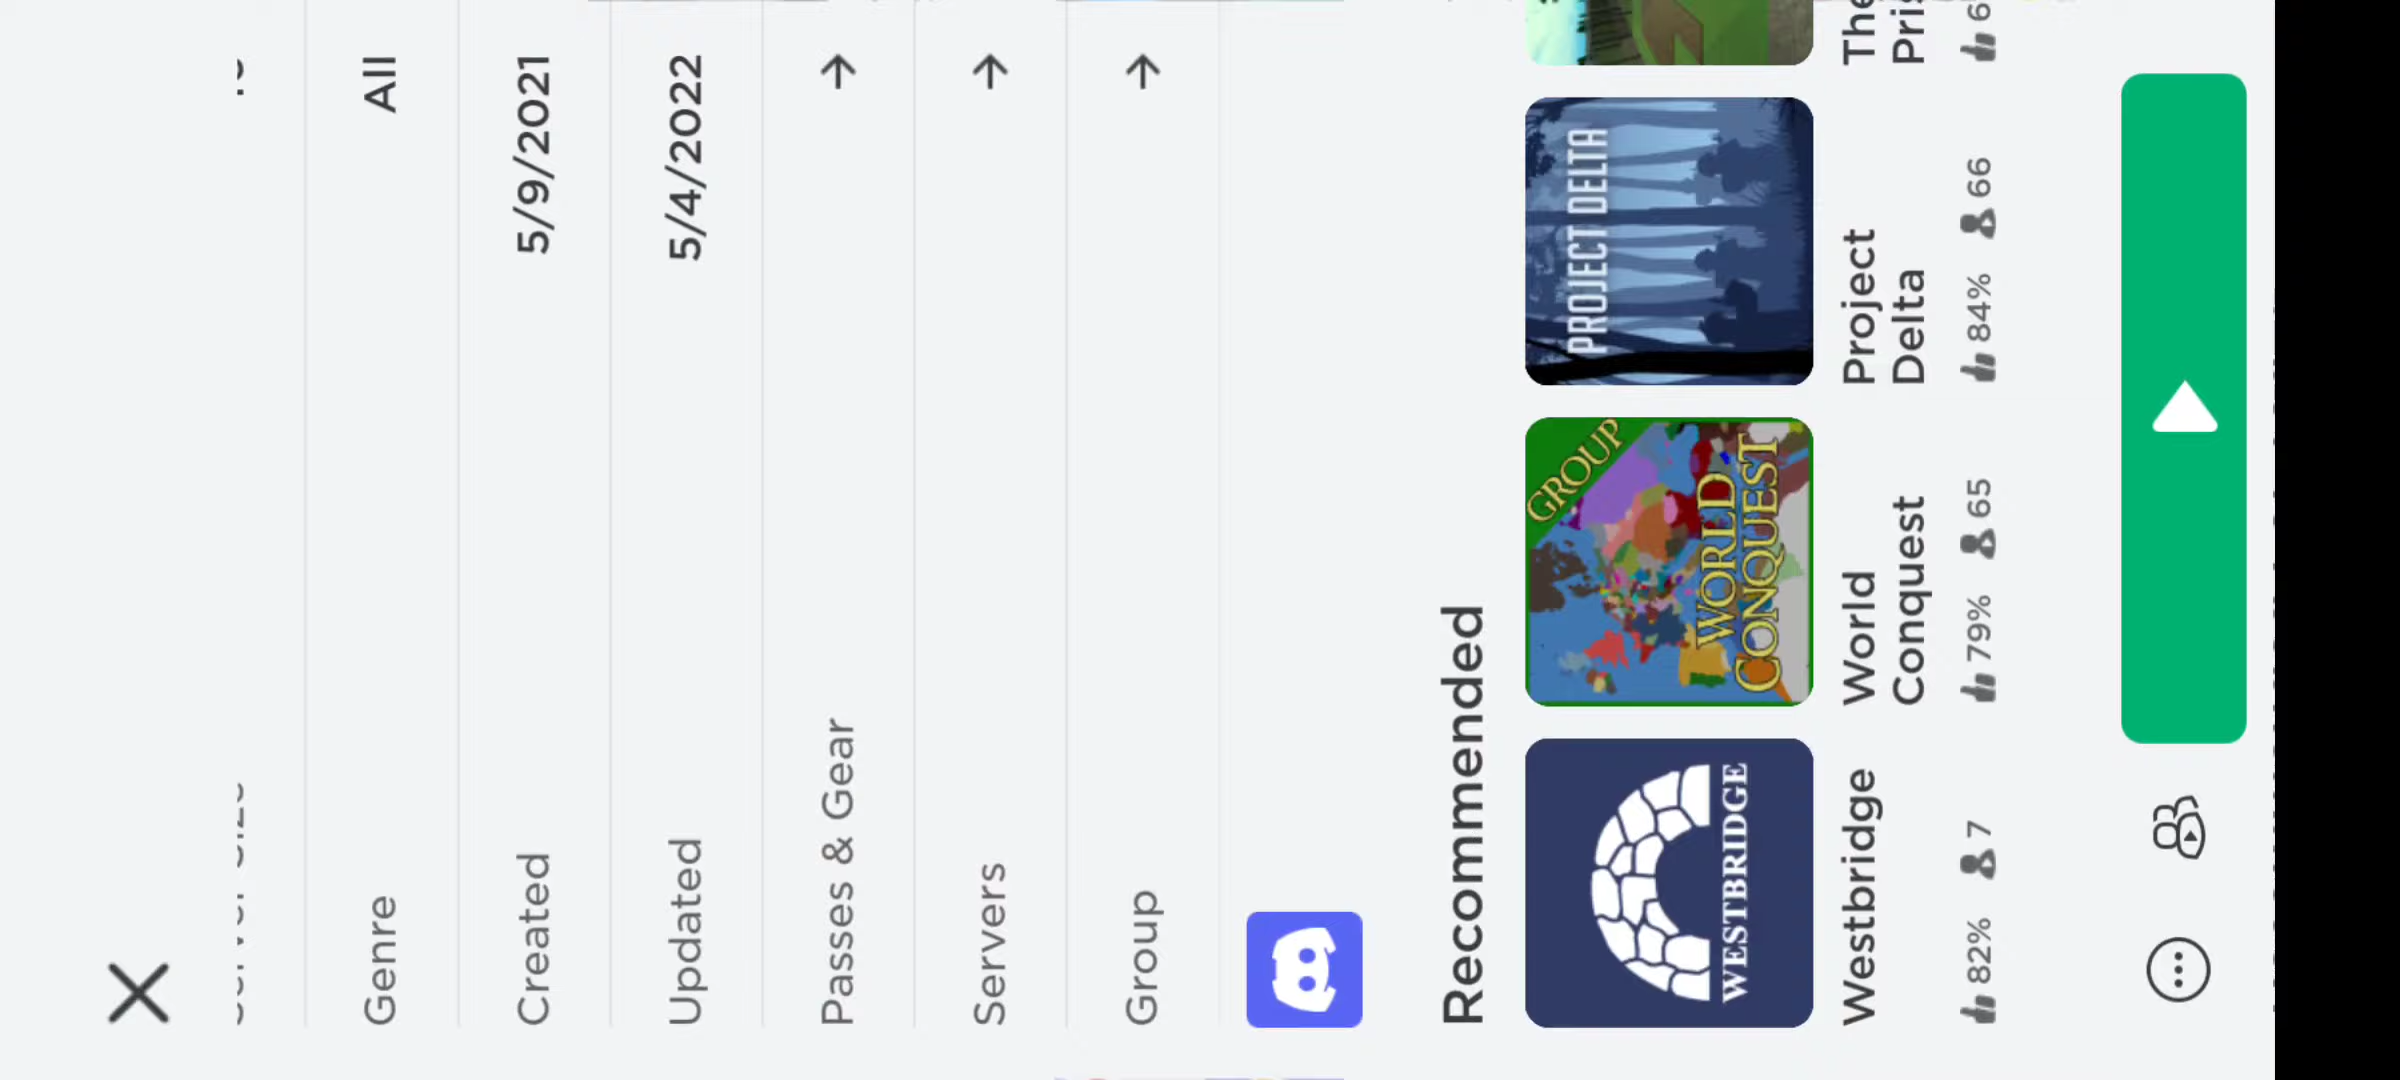 Genre All
Created 5/9/2021
Updated 5/4/2022
Passes & Gear
Servers
Group
Recommended
WESTBRIDGE
GROUP
WORLD
CONQUEST
PROJECT DELTA
Westbridge
82% 7
World
Conquest
79% 65
Project
Delta
84% 66
The